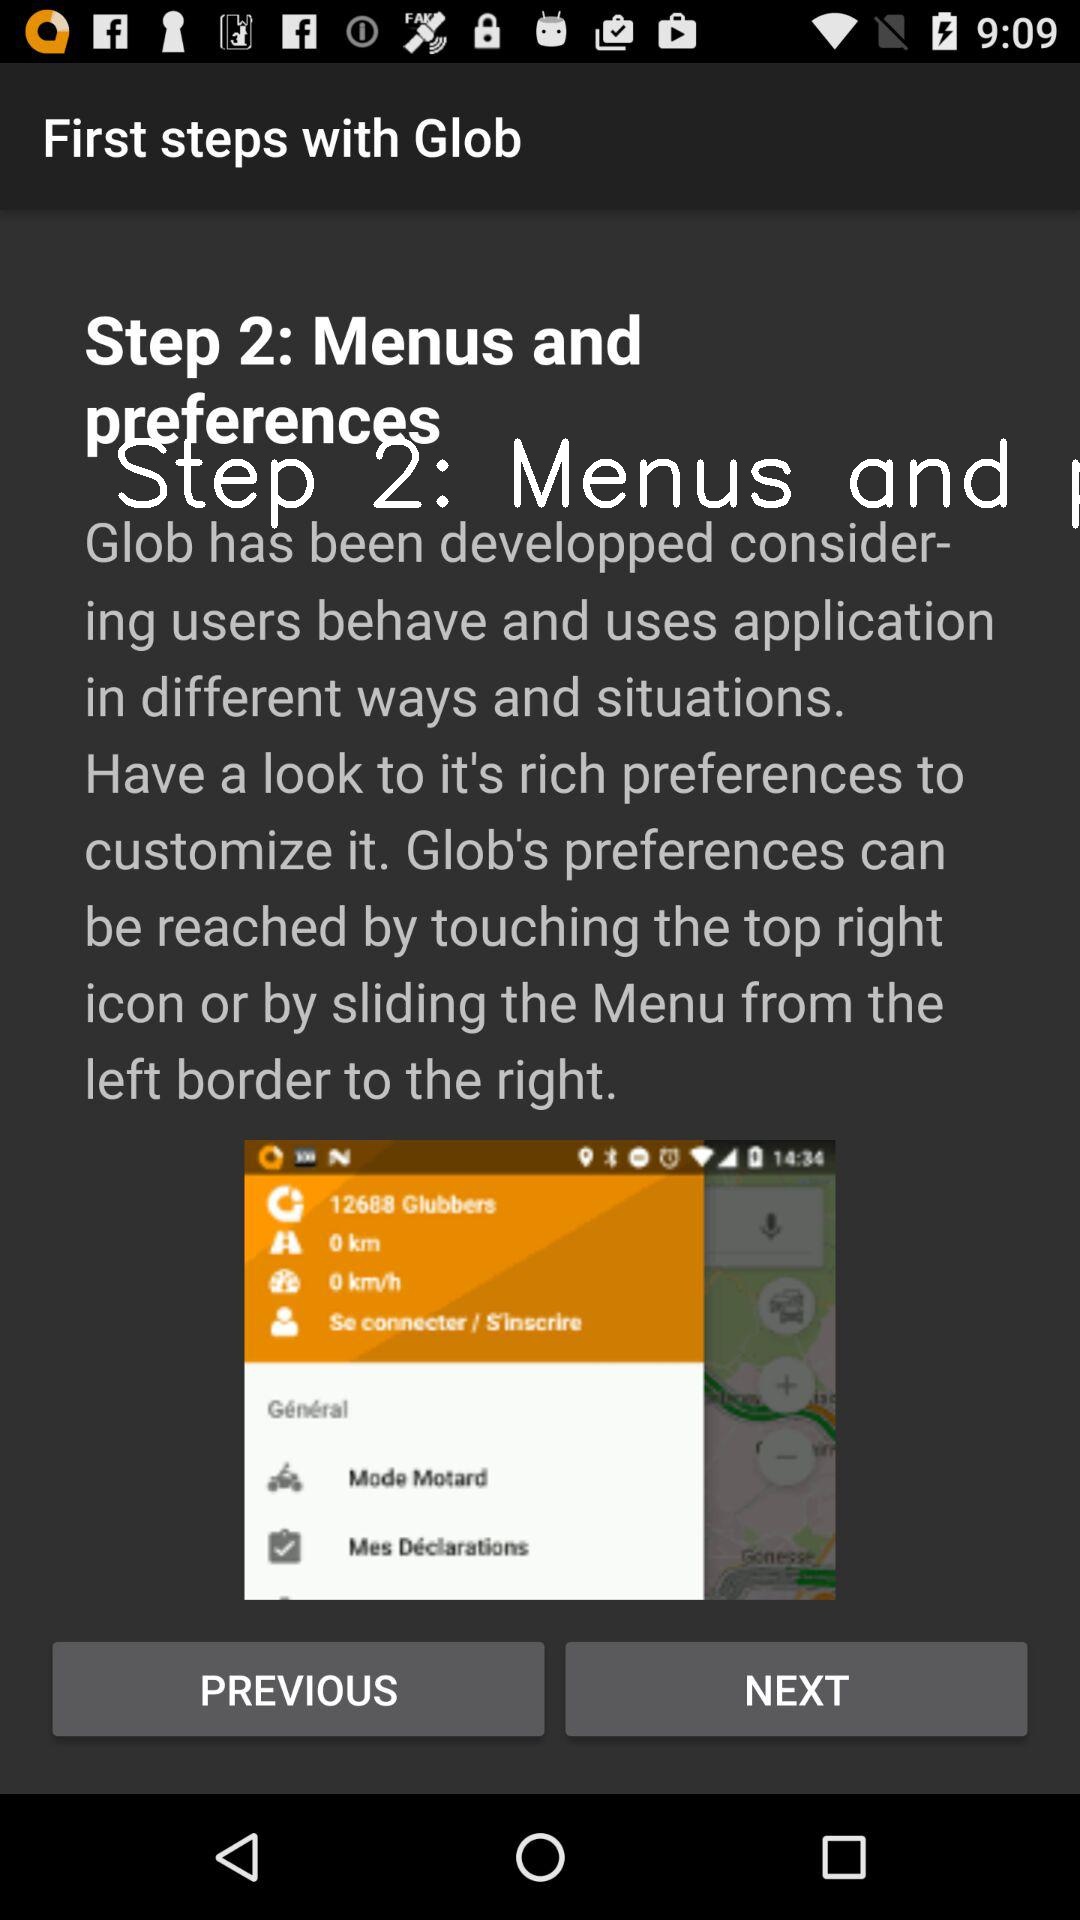 FAKE
9:09
First steps with Glob
Step 2: Menus and
preferences
Step 2: Menus and p
Glob has been developped consider-
ing users behave and uses application
in different ways and situations.
Have a look to it's rich preferences to
customize it. Glob's preferences can
be reached by touching the top right
icon or by sliding the Menu from the
left border to the right.
14:34
12688 Glubbers
0 km
0 km/h
Se connecter / S'inscrire
Général
Mode Motard
Mes Déclarations
Gonesse
PREVIOUS
NEXT